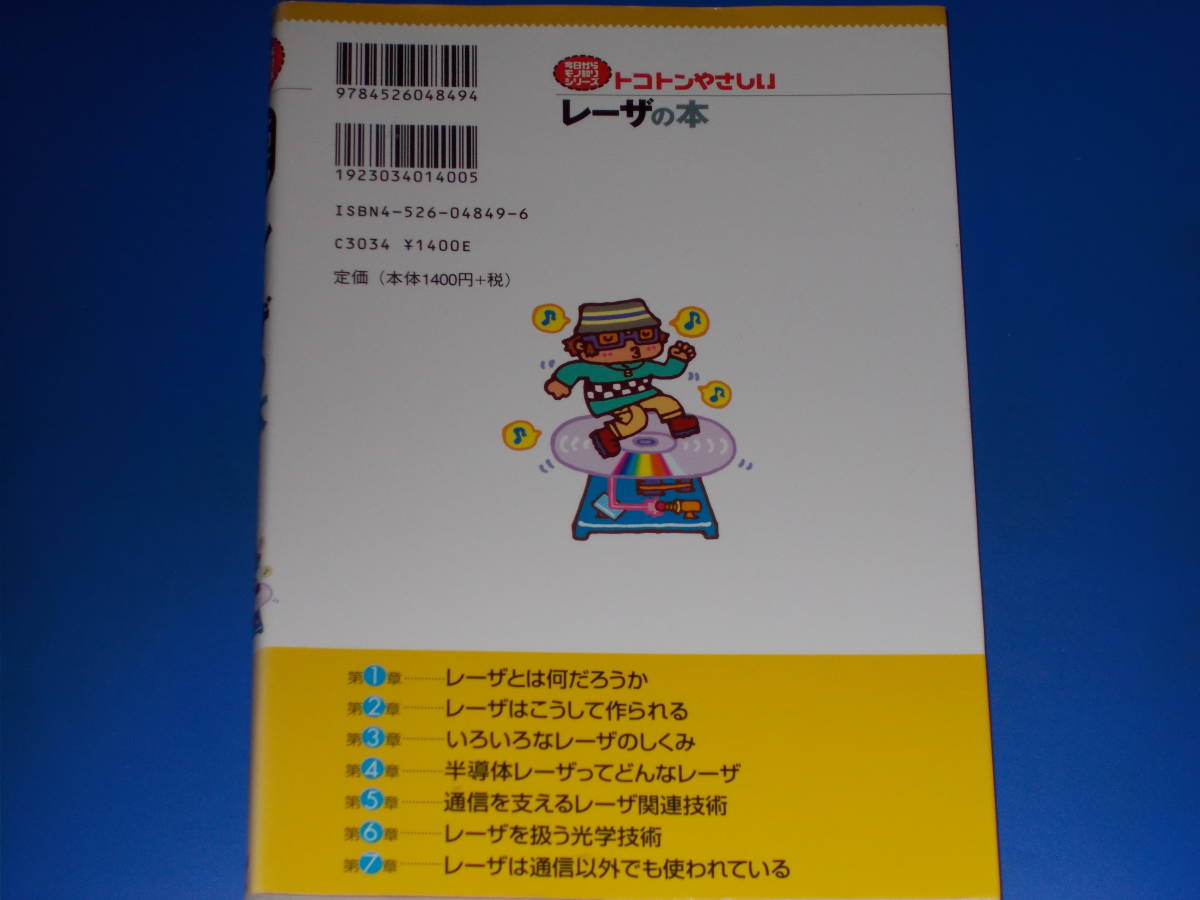 9784526048494
1923034014005
ISBN4-526-04849-6
C3034 ¥1400E
定価（本体1400円+税）
今日から
モノ知り
シリーズ
トコトンやさしい
レーザの本
第1章………レーザとは何だろうか
第2章………レーザはこうして作られる
第3章………いろいろなレーザのしくみ
第4章………半導体レーザってどんなレーザ
第5章………通信を支えるレーザ関連技術
第6章………レーザを扱う光学技術
第7章………レーザは通信以外でも使われている